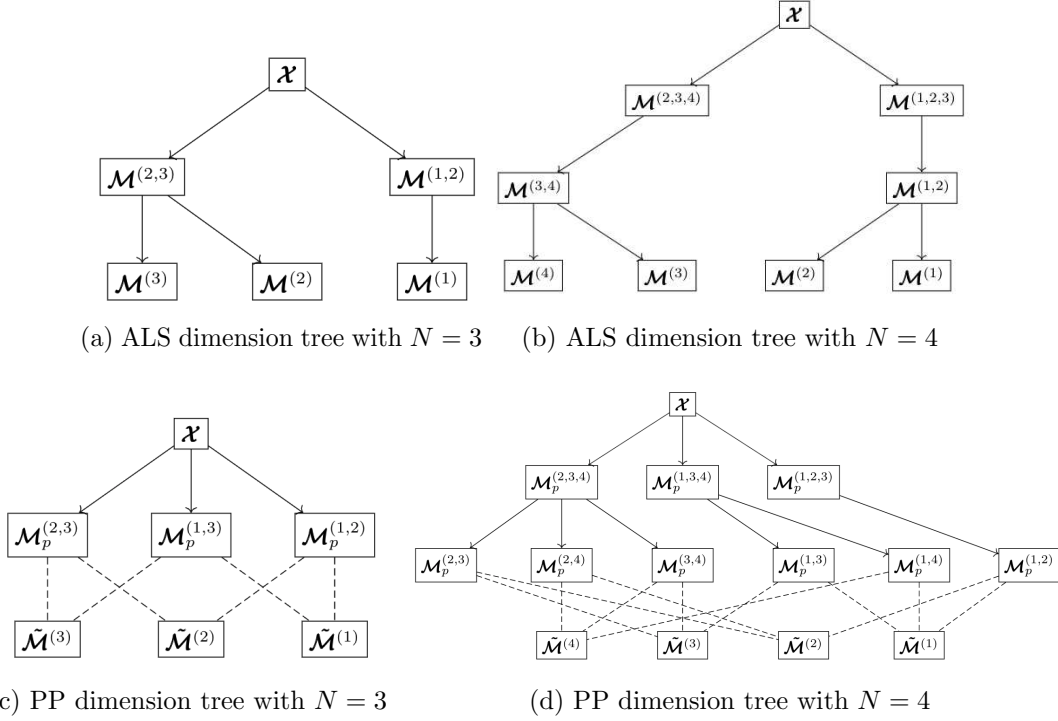 𝓧
𝓜^(2,3) 𝓜^(1,2)
𝓜^(3) 𝓜^(2) 𝓜^(1)
(a) ALS dimension tree with N = 3
𝓧
𝓜^(2,3,4) 𝓜^(1,2,3)
𝓜^(3,4) 𝓜^(1,2)
𝓜^(4) 𝓜^(3) 𝓜^(2) 𝓜^(1)
(b) ALS dimension tree with N = 4
𝓧
𝓜_p^(2,3) 𝓜_p^(1,3) 𝓜_p^(1,2)
𝓜̃^(3) 𝓜̃^(2) 𝓜̃^(1)
c) PP dimension tree with N = 3
𝓧
𝓜_p^(2,3,4) 𝓜_p^(1,3,4) 𝓜_p^(1,2,3)
𝓜_p^(2,3) 𝓜_p^(2,4) 𝓜_p^(3,4) 𝓜_p^(1,3) 𝓜_p^(1,4) 𝓜_p^(1,2)
𝓜̃^(4) 𝓜̃^(3) 𝓜̃^(2) 𝓜̃^(1)
(d) PP dimension tree with N = 4